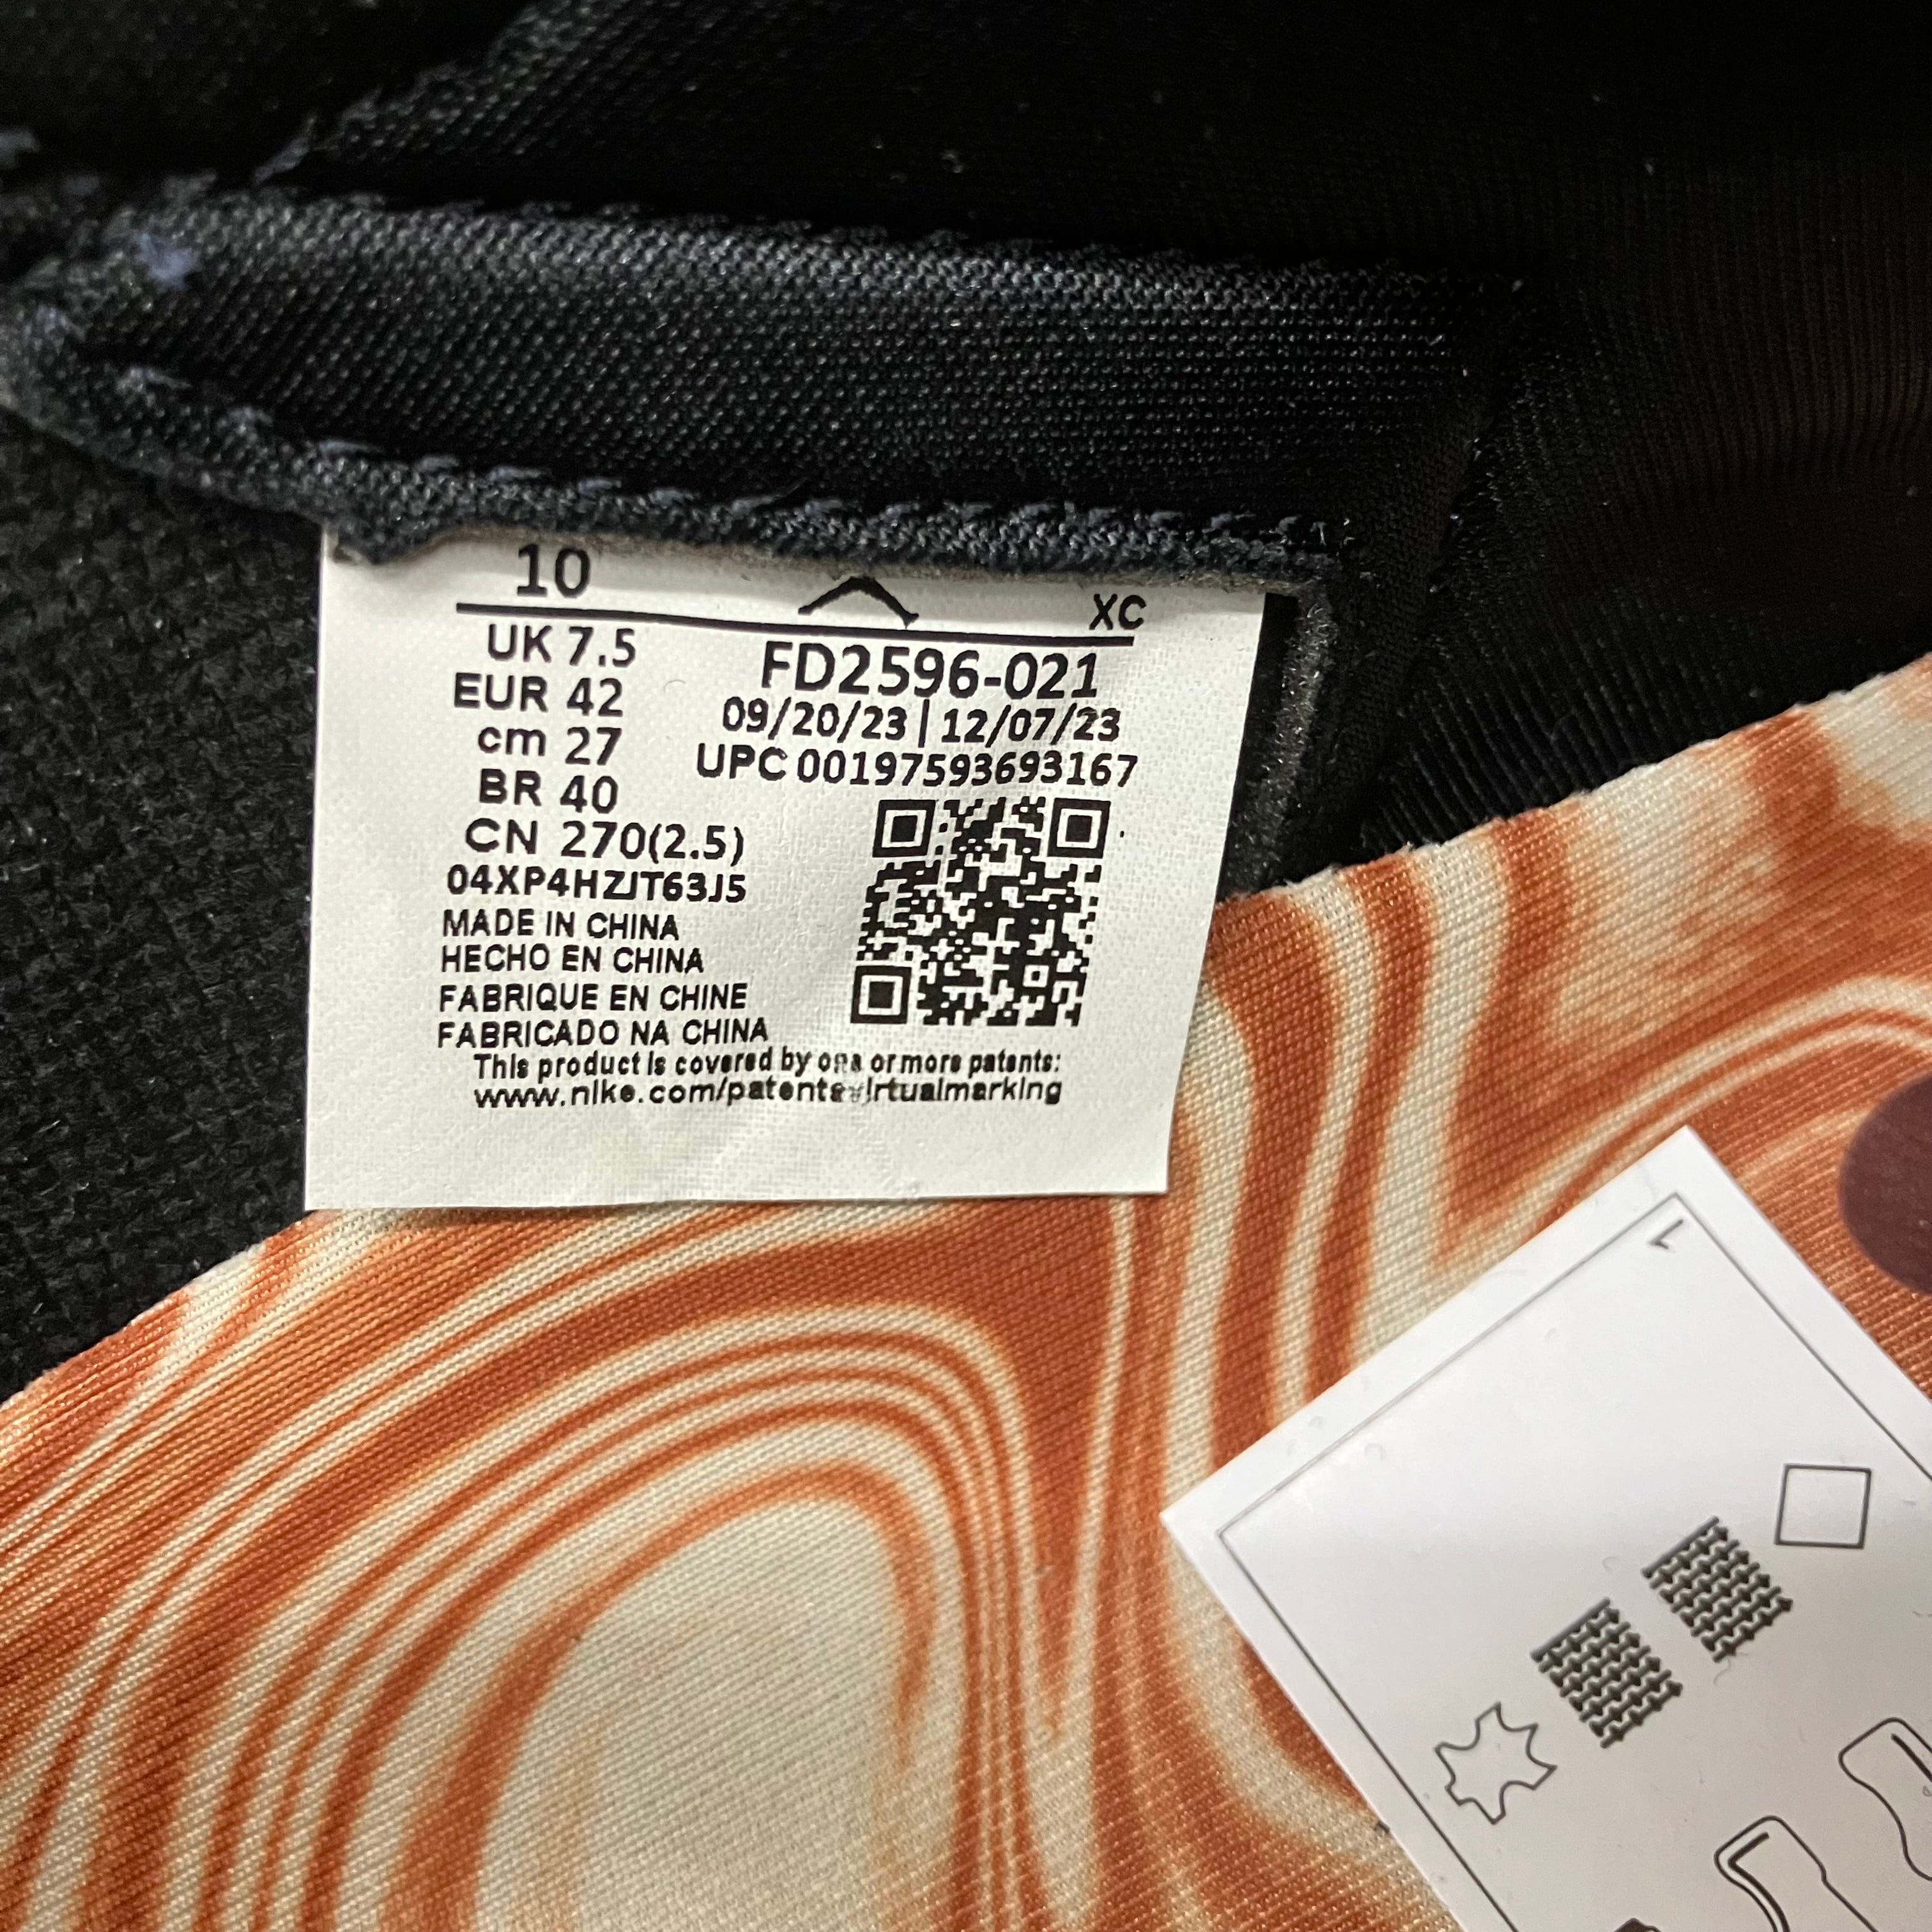 10
XC
UK 7.5
EUR 42
cm 27
BR 40
CN 270(2.5)
04XP4HZJT63J5
FD2596-021
09/20/23 | 12/07/23
UPC 00197593693167
MADE IN CHINA
HECHO EN CHINA
FABRIQUE EN CHINE
FABRICADO NA CHINA
This product is covered by one or more patents:
www.nike.com/patentsvirtualmarking
1